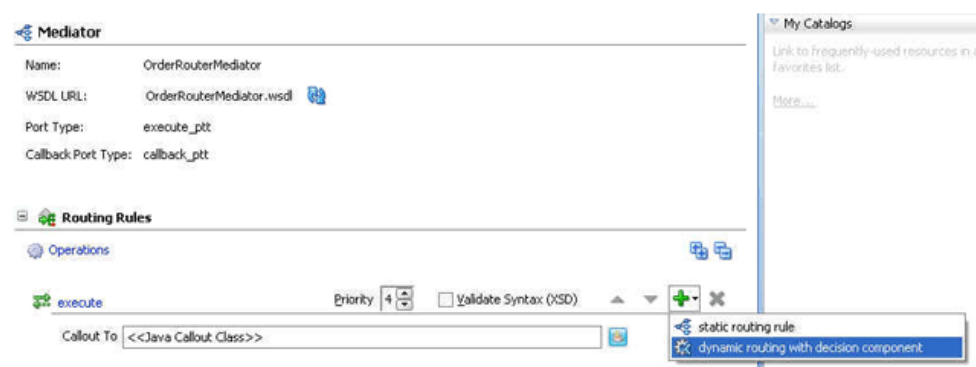 Mediator
My Catalogs
Link to frequently-used resources in a
favorites list.
More...
Name: OrderRouterMediator
WSDL URL: OrderRouterMediator.wsdl
Port Type: execute_ptt
Callback Port Type: callback_ptt
Routing Rules
Operations
execute Priority 4 Validate Syntax (XSD)
Callout To <<Java Callout Class>>
static routing rule
dynamic routing with decision component